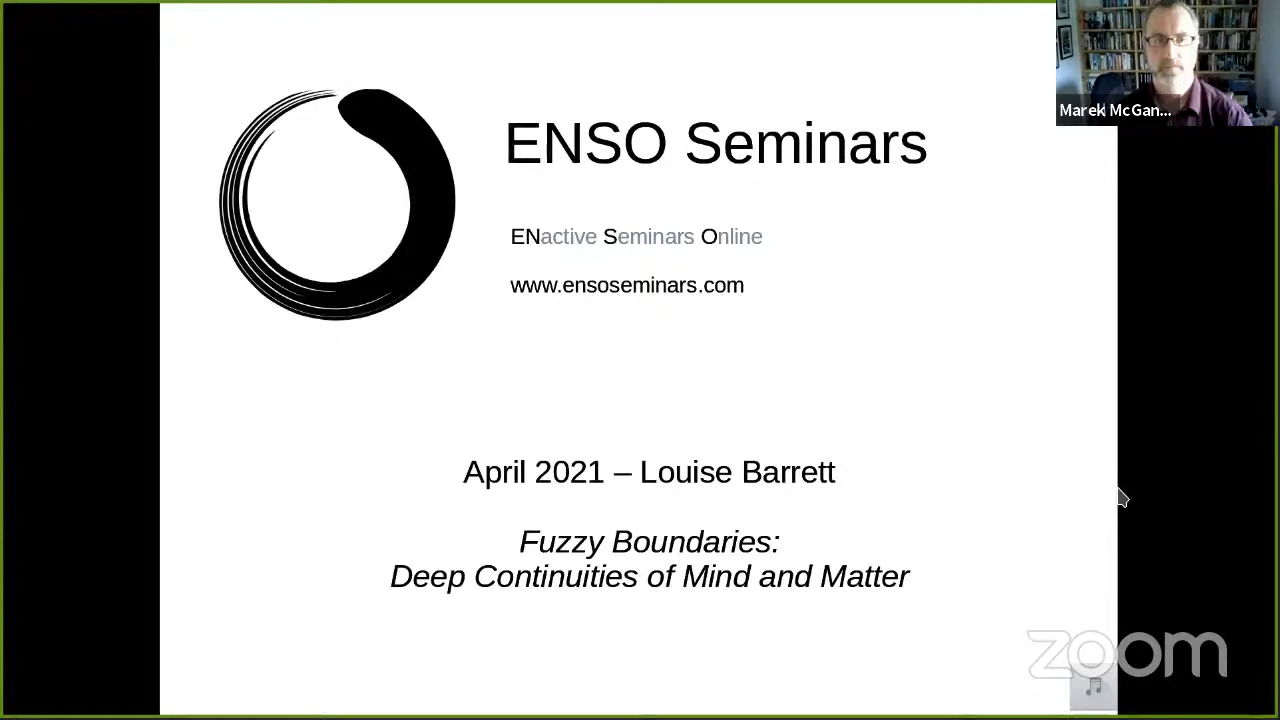 Marek McGan...
ENSO Seminars
ENactive Seminars Online
www.ensoseminars.com
April 2021 – Louise Barrett
Fuzzy Boundaries:
Deep Continuities of Mind and Matter
zoom